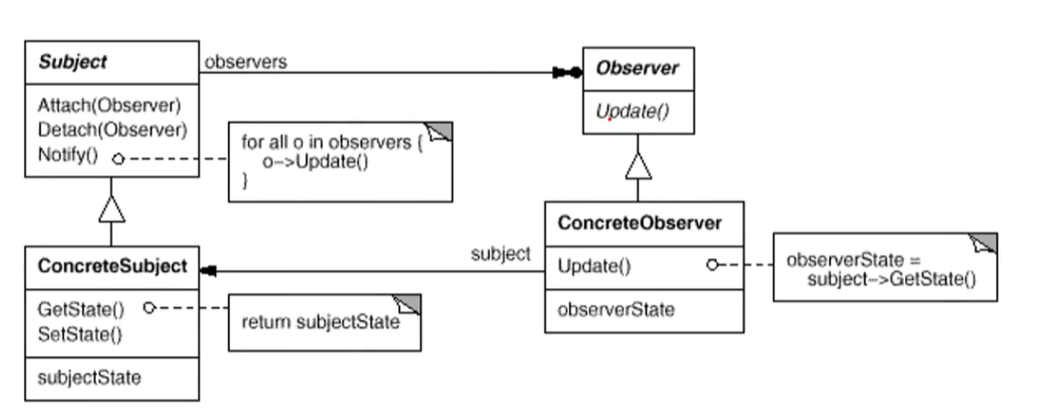 Subject
observers
Observer
Attach(Observer)
Detach(Observer)
Notify()
Update()
for all o in observers {
o->Update()
}
ConcreteSubject
subject
ConcreteObserver
GetState()
SetState()
subjectState
return subjectState
Update()
observerState
observerState =
subject->GetState()